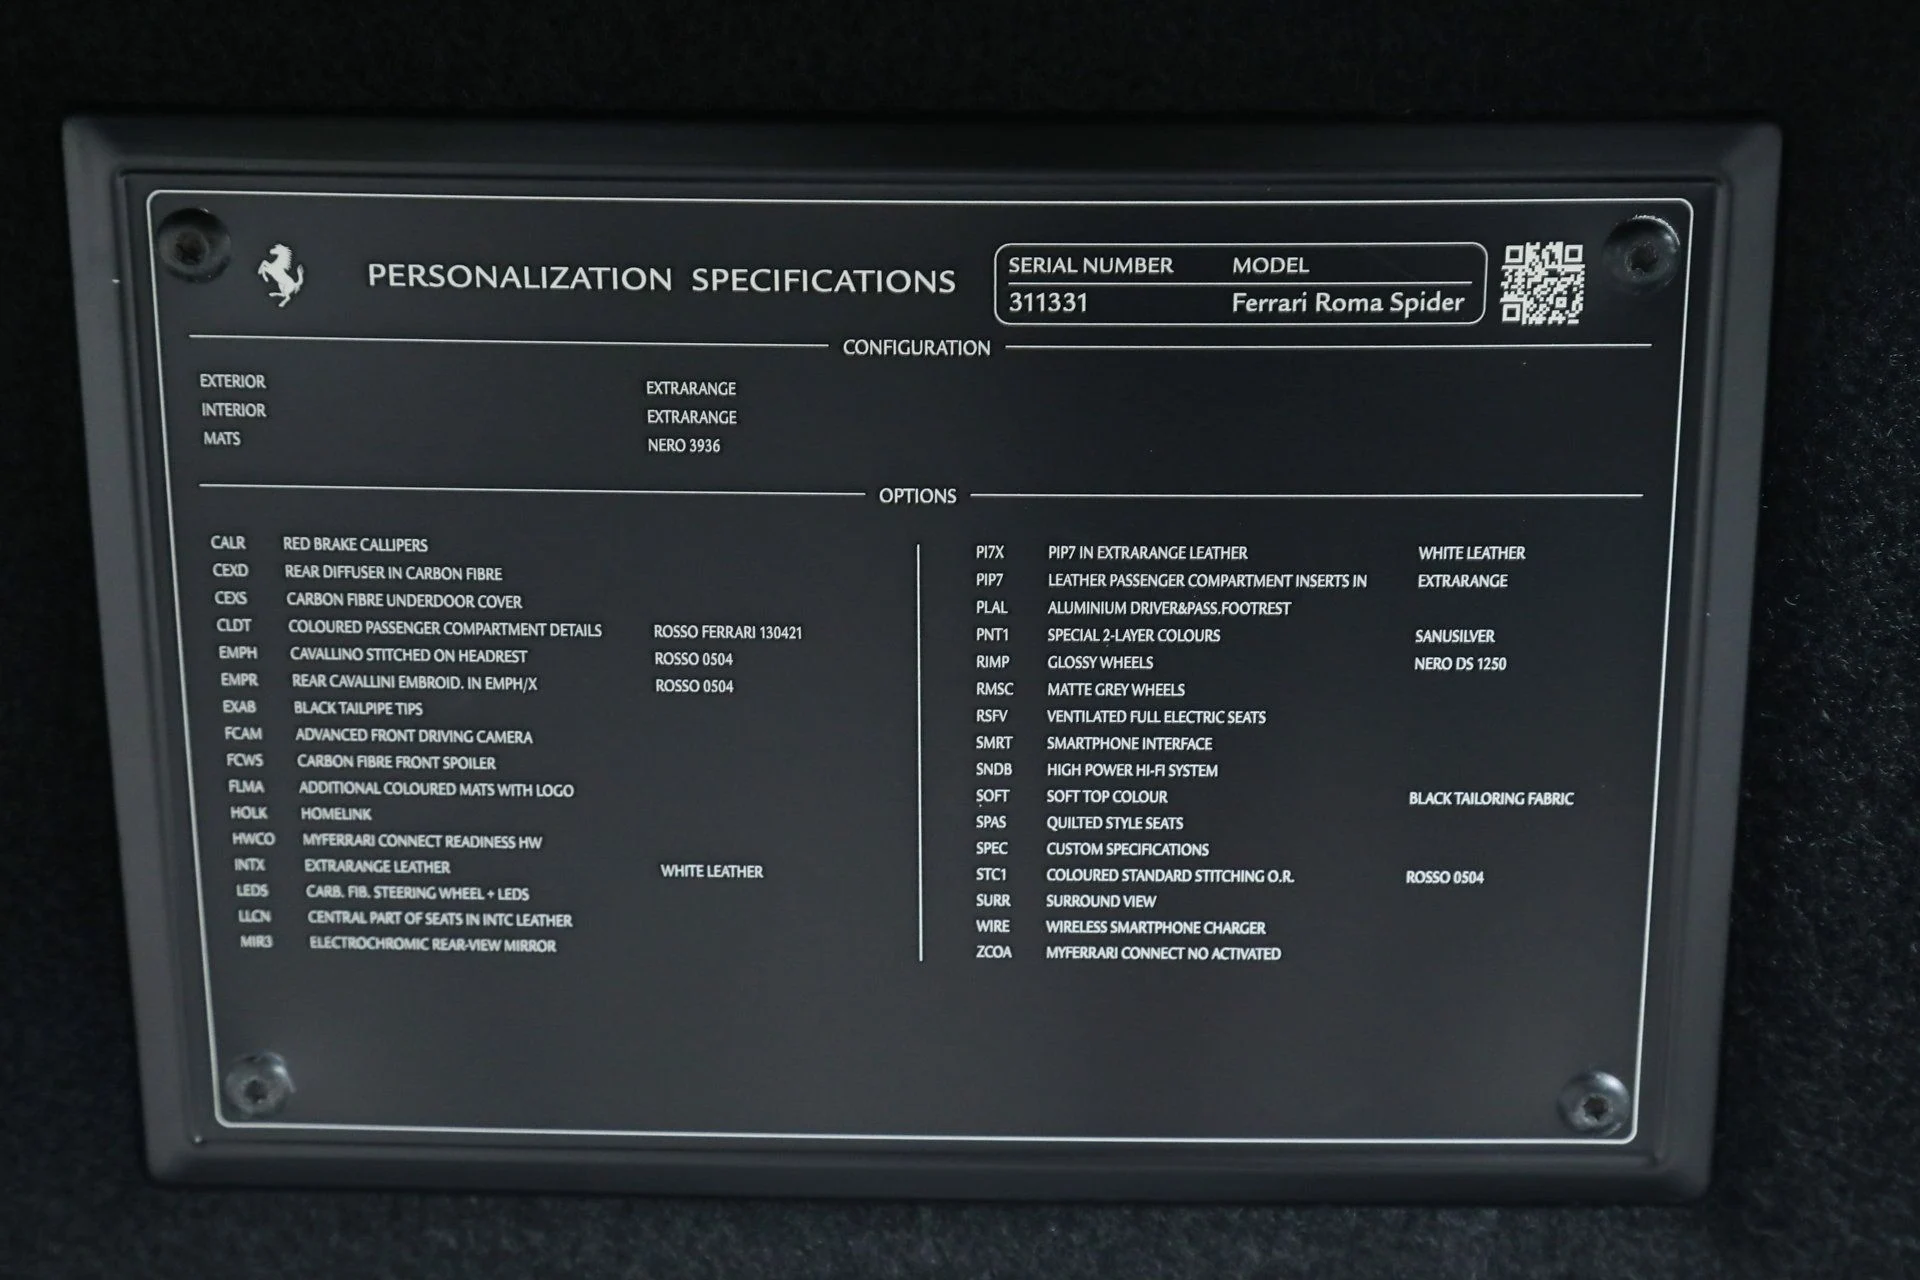 PERSONALIZATION SPECIFICATIONS
SERIAL NUMBER MODEL
311331 Ferrari Roma Spider
CONFIGURATION
EXTERIOR EXTRARANGE
INTERIOR EXTRARANGE
MATS NERO 3936
OPTIONS
CALR RED BRAKE CALLIPERS
CEXD REAR DIFFUSER IN CARBON FIBRE
CEXS CARBON FIBRE UNDERDOOR COVER
CLDT COLOURED PASSENGER COMPARTMENT DETAILS ROSSO FERRARI 130421
EMPH CAVALLINO STITCHED ON HEADREST ROSSO 0504
EMPR REAR CAVALLINI EMBROID. IN EMPH/X ROSSO 0504
EXAB BLACK TAILPIPE TIPS
FCAM ADVANCED FRONT DRIVING CAMERA
FCWS CARBON FIBRE FRONT SPOILER
FLMA ADDITIONAL COLOURED MATS WITH LOGO
HOLK HOMELINK
HWCO MYFERRARI CONNECT READINESS HW
INTX EXTRARANGE LEATHER WHITE LEATHER
LEDS CARB. FIB. STEERING WHEEL + LEDS
LLCN CENTRAL PART OF SEATS IN INTC LEATHER
MIR3 ELECTROCHROMIC REAR-VIEW MIRROR
PI7X PIP7 IN EXTRARANGE LEATHER WHITE LEATHER
PIP7 LEATHER PASSENGER COMPARTMENT INSERTS IN EXTRARANGE
PLAL ALUMINIUM DRIVER&PASS.FOOTREST
PNT1 SPECIAL 2-LAYER COLOURS SANUSILVER
RIMP GLOSSY WHEELS NERO DS 1250
RMSC MATTE GREY WHEELS
RSFV VENTILATED FULL ELECTRIC SEATS
SMRT SMARTPHONE INTERFACE
SNDB HIGH POWER HI-FI SYSTEM
SOFT SOFT TOP COLOUR BLACK TAILORING FABRIC
SPAS QUILTED STYLE SEATS
SPEC CUSTOM SPECIFICATIONS
STC1 COLOURED STANDARD STITCHING O.R. ROSSO 0504
SURR SURROUND VIEW
WIRE WIRELESS SMARTPHONE CHARGER
ZCOA MYFERRARI CONNECT NO ACTIVATED